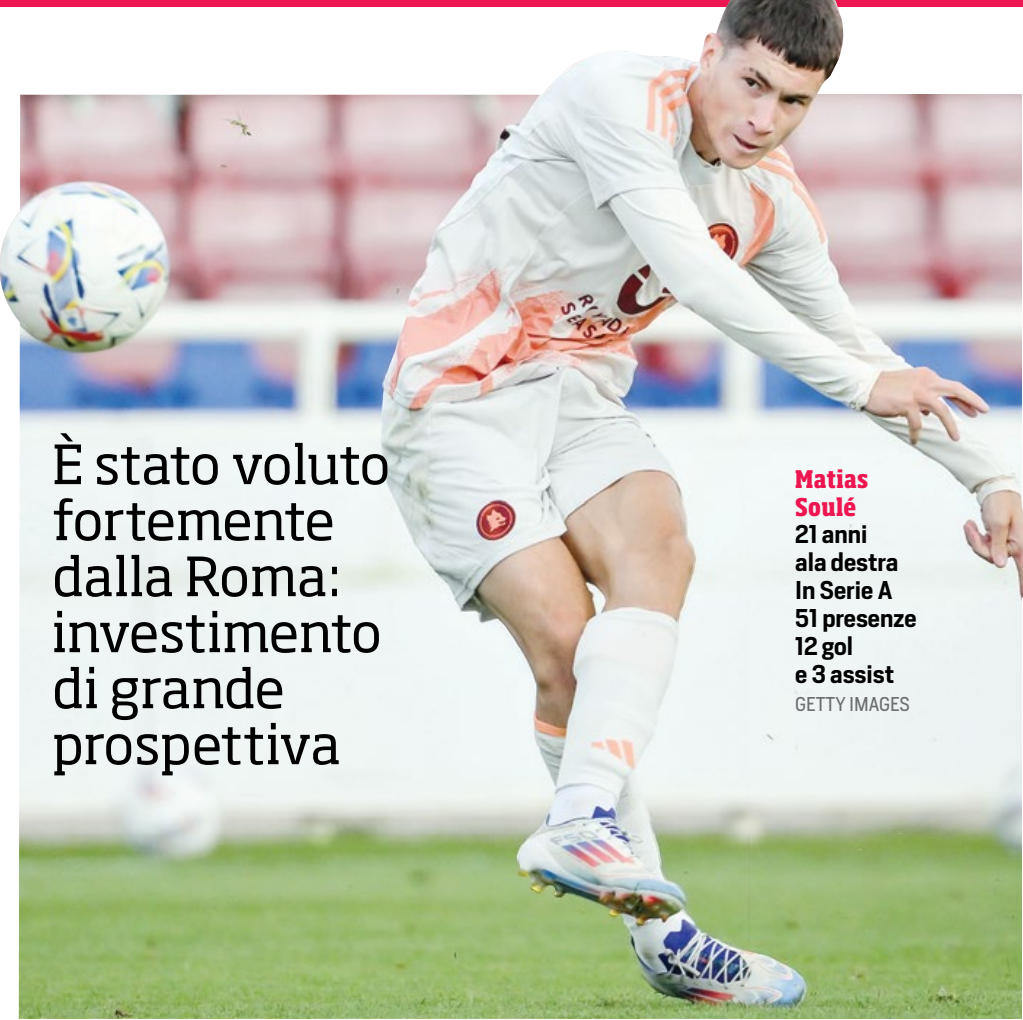 È stato voluto
fortemente
dalla Roma:
investimento
di grande
prospettiva
Matias
Soulé
21 anni
ala destra
In Serie A
51 presenze
12 gol
e 3 assist
GETTY IMAGES